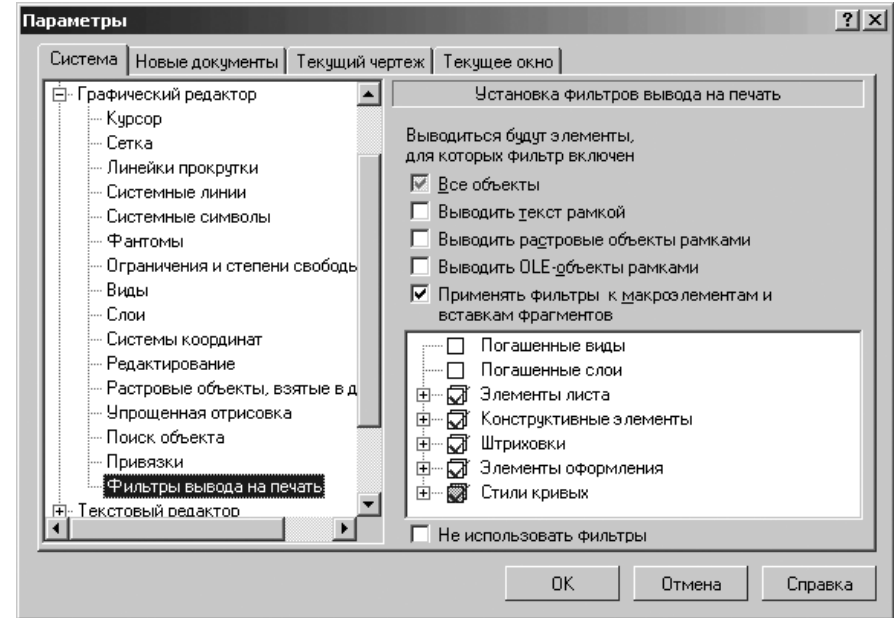 Параметры
Система
Новые документы
Текущий чертеж
Текущее окно
Графический редактор
Курсор
Сетка
Линейки прокрутки
Системные линии
Системные символы
Фантомы
Ограничения и степени свободы
Виды
Слои
Системы координат
Редактирование
Растровые объекты, взятые в д
Упрощенная отрисовка
Поиск объекта
Привязки
Фильтры вывода на печать
Текстовый редактор
Установка фильтров вывода на печать
Выводиться будут элементы,
для которых фильтр включен
Все объекты
Выводить текст рамкой
Выводить растровые объекты рамками
Выводить OLE-объекты рамками
Применять фильтры к макроэлементам и
вставкам фрагментов
Погашенные виды
Погашенные слои
Элементы листа
Конструктивные элементы
Штриховки
Элементы оформления
Стили кривых
Не использовать фильтры
OK
Отмена
Справка